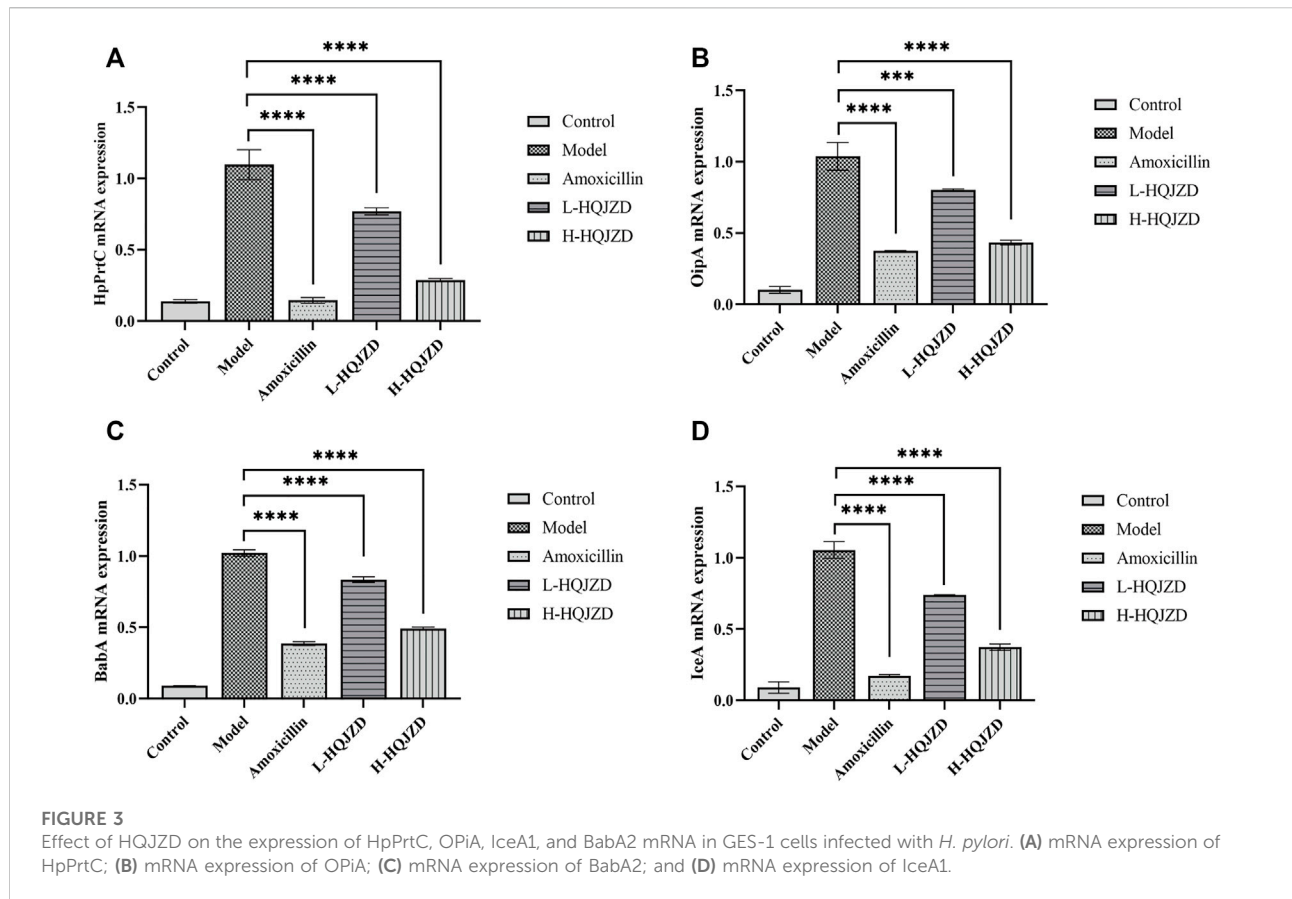 A
****
****
****
HpPrtC mRNA expression
1.5
1.0
0.5
0.0
Control
Model
Amoxicillin
L-HQJZD
H-HQJZD
Control
Model
Amoxicillin
L-HQJZD
H-HQJZD
B
****
***
****
OipA mRNA expression
1.5
1.0
0.5
0.0
Control
Model
Amoxicillin
L-HQJZD
H-HQJZD
Control
Model
Amoxicillin
L-HQJZD
H-HQJZD
C
****
****
****
BabA mRNA expression
1.5
1.0
0.5
0.0
Control
Model
Amoxicillin
L-HQJZD
H-HQJZD
Control
Model
Amoxicillin
L-HQJZD
H-HQJZD
D
****
****
****
IceA mRNA expression
1.5
1.0
0.5
0.0
Control
Model
Amoxicillin
L-HQJZD
H-HQJZD
Control
Model
Amoxicillin
L-HQJZD
H-HQJZD
FIGURE 3
Effect of HQJZD on the expression of HpPrtC, OPiA, IceA1, and BabA2 mRNA in GES-1 cells infected with H. pylori. (A) mRNA expression of
HpPrtC; (B) mRNA expression of OPiA; (C) mRNA expression of BabA2; and (D) mRNA expression of IceA1.